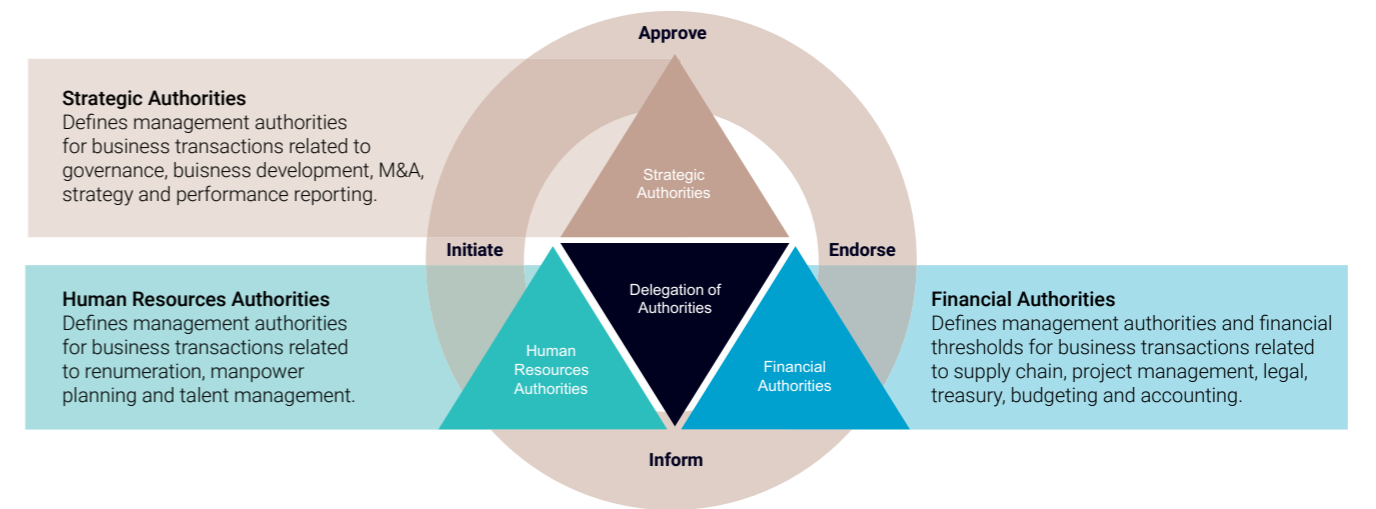 Approve
Strategic Authorities
Defines management authorities
for business transactions related to
governance, buisness development, M&A,
strategy and performance reporting.
Strategic
Authorities
Initiate
Endorse
Delegation of
Authorities
Human Resources Authorities
Defines management authorities
for business transactions related
to renumeration, manpower
planning and talent management.
Human
Resources
Authorities
Financial
Authorities
Financial Authorities
Defines management authorities and financial
thresholds for business transactions related
to supply chain, project management, legal,
treasury, budgeting and accounting.
Inform